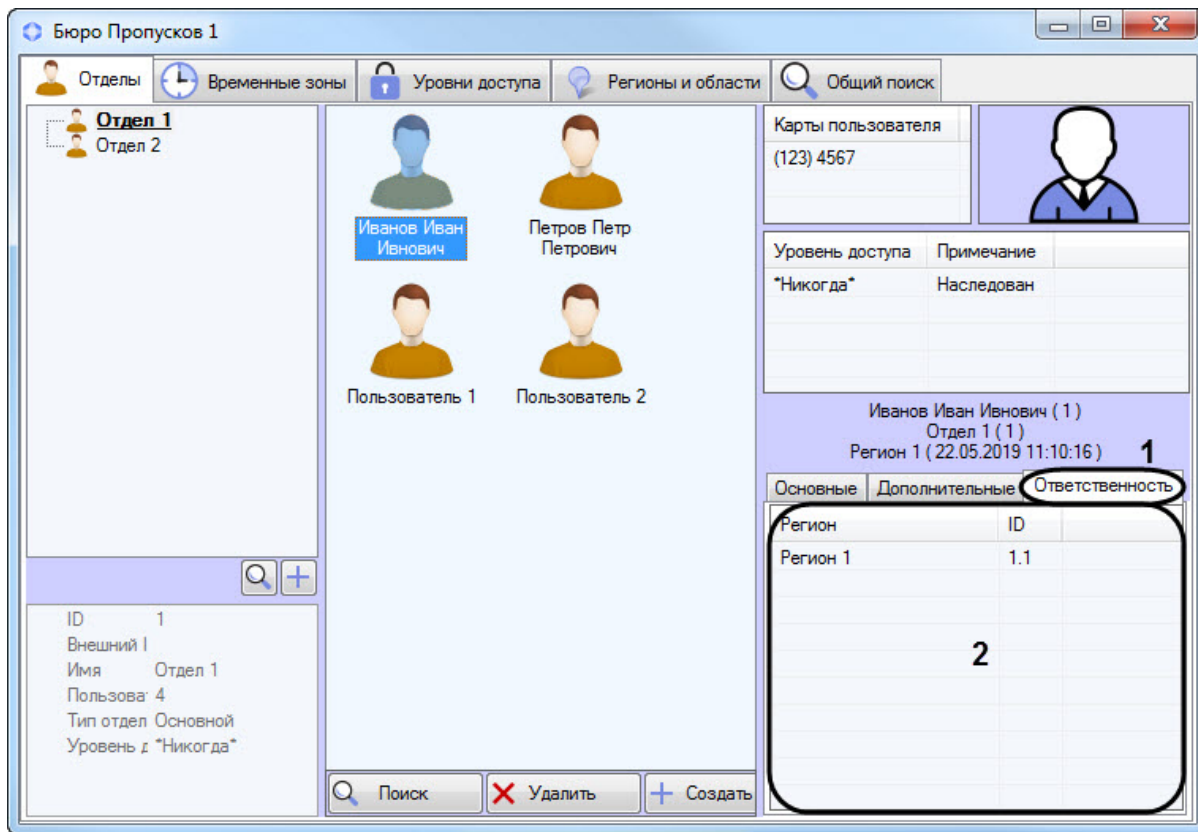 Бюро Пропусков 1
Отделы
Временные зоны
Уровни доступа
Регионы и области
Общий поиск
Отдел 1
Отдел 2
Иванов Иван
Ивнович
Петров Петр
Петрович
Пользователь 1
Пользователь 2
Карты пользователя
(123) 4567
Уровень доступа Примечание
*Никогда* Наследован
Иванов Иван Ивнович ( 1 )
Отдел 1 ( 1 )
Регион 1 ( 22.05.2019 11:10:16 )
1
Основные
Дополнительные
Ответственность
Регион ID
Регион 1 1.1
2
ID 1
Внешний I
Имя Отдел 1
Пользова 4
Тип отдел Основной
Уровень д *Никогда*
Поиск
Удалить
Создать